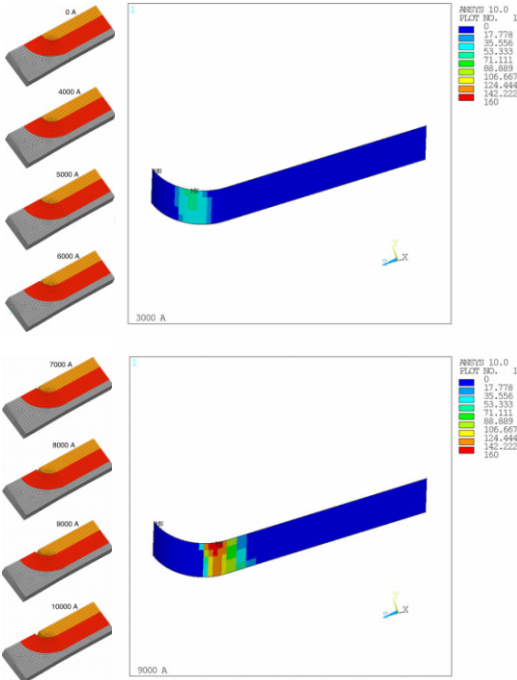 0 A
4000 A
5000 A
6000 A
1
ANSYS 10.0
PLOT NO. 1
0
17.778
35.556
53.333
71.111
88.889
106.667
124.444
142.222
160
MX
Y
Z X
3000 A
7000 A
8000 A
9000 A
10000 A
1
ANSYS 10.0
PLOT NO. 1
0
17.778
35.556
53.333
71.111
88.889
106.667
124.444
142.222
160
Y
Z X
9000 A